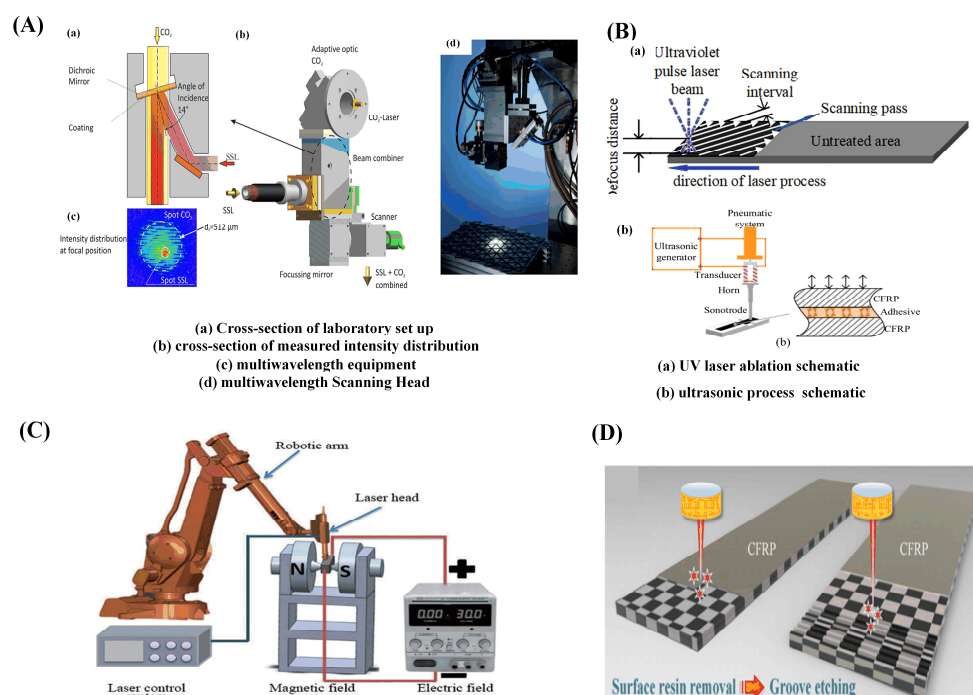 (A)
(a)
CO₂
Dichroic
Mirror
Coating
Angle of
Incidence
14°
SSL
(b)
Adaptive optic
CO₂
CO₂-Laser
Beam combiner
SSL
Scanner
Focussing mirror
SSL + CO₂
combined
(c)
Intensity distribution
at focal position
Spot CO₂
Spot SSL
(d)
(a) Cross-section of laboratory set up
(b) cross-section of measured intensity distribution
(c) multiwavelength equipment
(d) multiwavelength Scanning Head
(B)
(a)
Ultraviolet
pulse laser
beam
Scanning
interval
Scanning pass
Untreated area
efocus distance
direction of laser process
(b)
Pneumatic
system
Ultrasonic
generator
Transducer
Horn
Sonotrode
CFRP
Adhesive
CFRP
(b)
(a) UV laser ablation schematic
(b) ultrasonic process schematic
(C)
Robotic arm
Laser head
N
S
0.00 30.0
Laser control
Magnetic field
Electric field
(D)
CFRP
CFRP
Surface resin removal
Groove etching